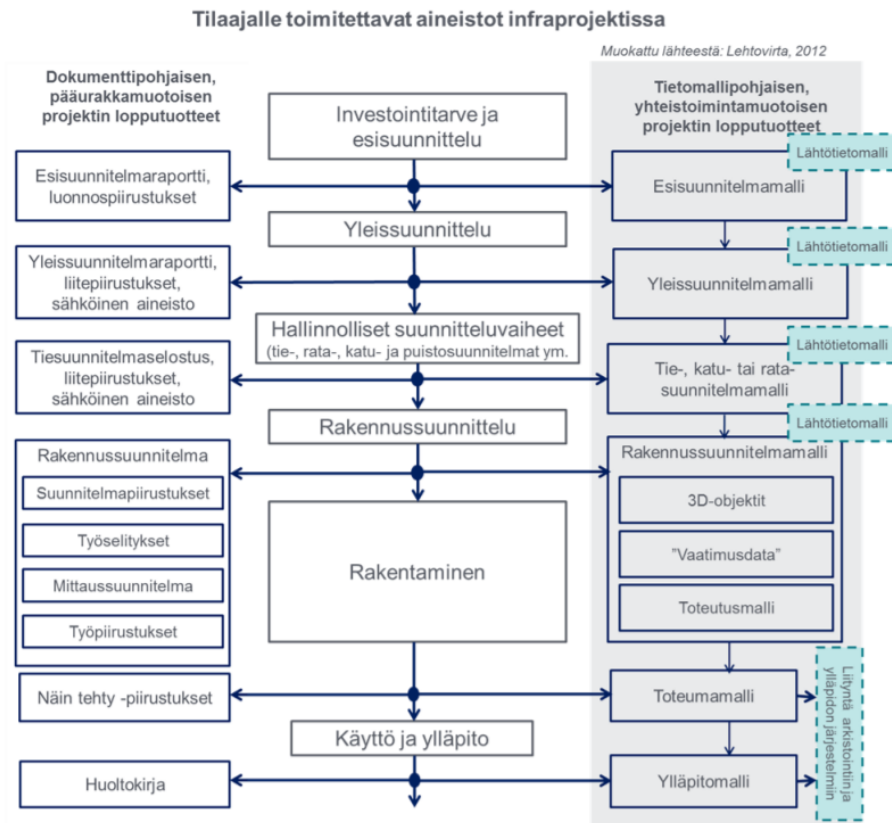 Tilaajalle toimitettavat aineistot infraprojektissa
Muokattu lähteestä: Lehtovirta, 2012
Dokumenttipohjaisen,
pääurakkamuotoisen
projektin lopputuotteet
Investointitarve ja
esisuunnittelu
Tietomallipohjaisen,
yhteistoimintamuotoisen
projektin lopputuotteet
Lähtötietomalli
Esisuunnitelmaraportti,
luonnospiirustukset
Esisuunnitelmamalli
Yleissuunnittelu
Lähtötietomalli
Yleissuunnitelmaraportti,
liitepiirustukset,
sähköinen aineisto
Yleissuunnitelmamalli
Hallinnolliset suunnitteluvaiheet
(tie-, rata-, katu- ja puistosuunnitelmat ym.
Lähtötietomalli
Tiesuunnitelmaselostus,
liitepiirustukset,
sähköinen aineisto
Tie-, katu- tai rata-
suunnitelmamalli
Rakennussuunnittelu
Lähtötietomalli
Rakennussuunnitelma
Suunnitelmapiirustukset
Työselitykset
Mittaussuunnitelma
Työpiirustukset
Rakentaminen
Rakennussuunnitelmamalli
3D-objektit
"Vaatimusdata"
Toteutusmalli
Näin tehty -piirustukset
Toteumamalli
Liityntä arkistointiin ja
ylläpidon järjestelmiin
Käyttö ja ylläpito
Huoltokirja
Ylläpitomalli